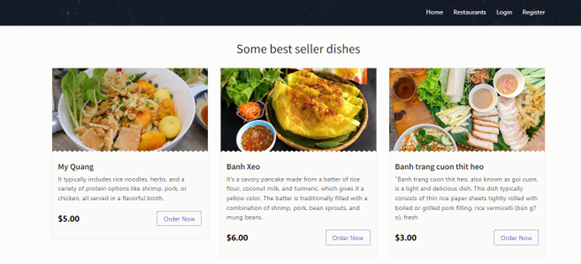 Home Restaurants Login Register
Some best seller dishes
My Quang
It typically includes rice noodles, herbs, and a
variety of protein options like shrimp, pork, or
chicken, all served in a flavorful broth.
$5.00 Order Now
Banh Xeo
It's a savory pancake made from a batter of rice
flour, coconut milk, and turmeric, which gives it a
yellow color. The batter is traditionally filled with a
combination of shrimp, pork, bean sprouts, and
mung beans.
$6.00 Order Now
Banh trang cuon thit heo
"Banh trang cuon thit heo, also known as goi cuon,
is a light and delicious dish. This dish typically
consists of thin rice paper sheets tightly rolled with
boiled or grilled pork filling, rice vermicelli (bún g?
o), fresh
$3.00 Order Now